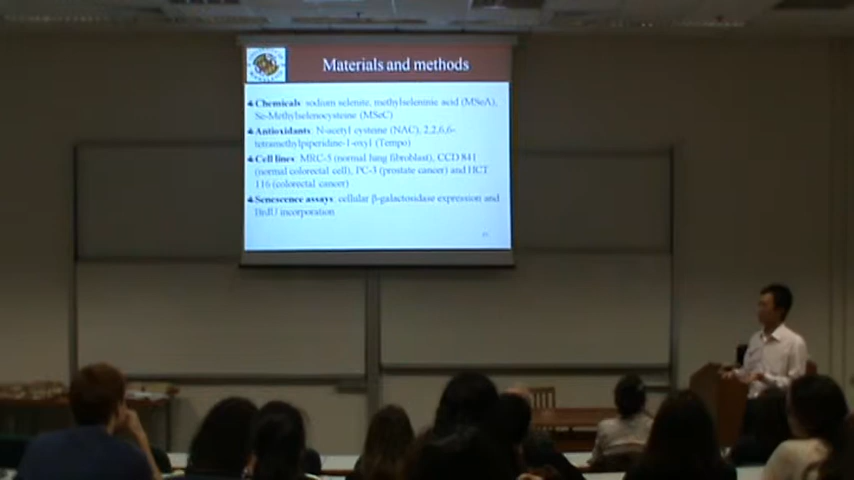 Materials and methods
Chemicals: sodium selenite, methylseleninic acid (MSeA),
Se-Methylselenocysteine (MSeC)
Antioxidants: N-acetyl cysteine (NAC), 2,2,6,6-
tetramethylpiperidine-1-oxyl (Tempo)
Cell lines: MRC-5 (normal lung fibroblast), CCD 841
(normal colorectal cell), PC-3 (prostate cancer) and HCT
116 (colorectal cancer)
Senescence assays: cellular β-galactosidase expression and
BrdU incorporation